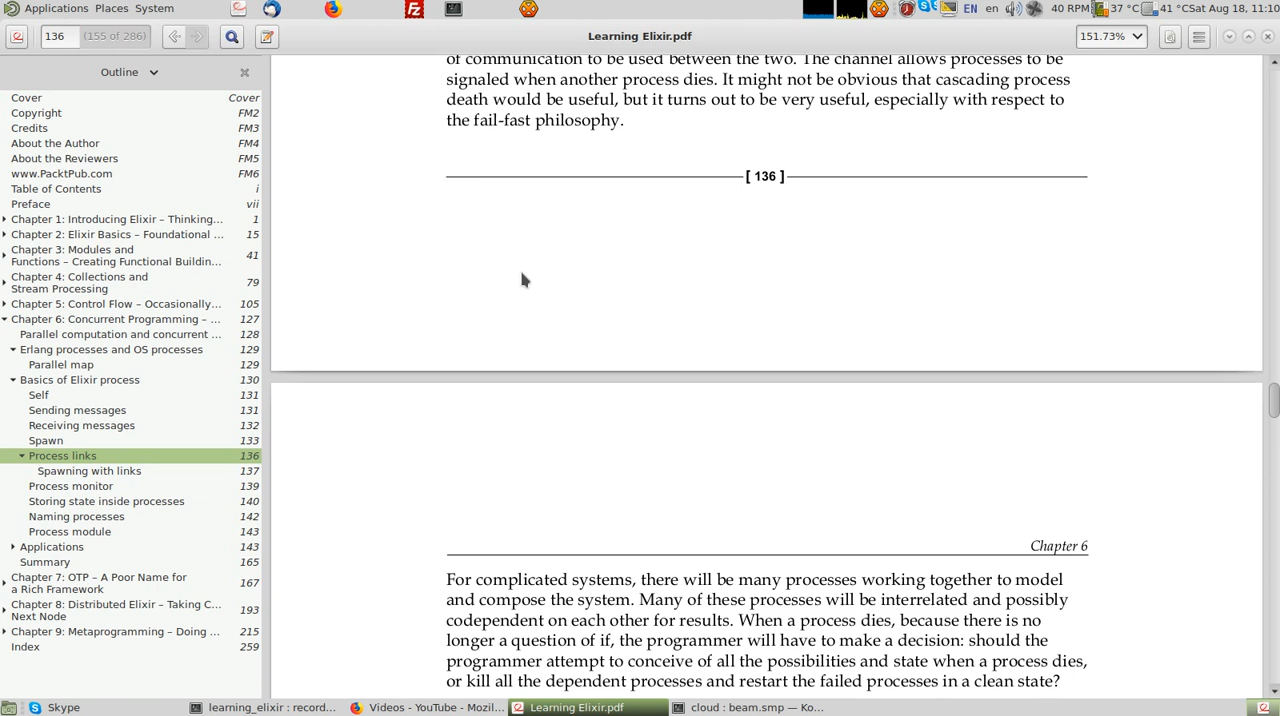 Applications Places System
EN en 40 RPM 37 °C 41 °C Sat Aug 18, 11:10
136 (155 of 286) Learning Elixir.pdf 151.73%
Outline
Cover Cover
Copyright FM2
Credits FM3
About the Author FM4
About the Reviewers FM5
www.PacktPub.com FM6
Table of Contents i
Preface vii
Chapter 1: Introducing Elixir – Thinking... 1
Chapter 2: Elixir Basics – Foundational ... 15
Chapter 3: Modules and
Functions – Creating Functional Buildin... 41
Chapter 4: Collections and
Stream Processing 79
Chapter 5: Control Flow – Occasionally... 105
Chapter 6: Concurrent Programming – ... 127
Parallel computation and concurrent ... 128
Erlang processes and OS processes 129
Parallel map 129
Basics of Elixir process 130
Self 131
Sending messages 131
Receiving messages 132
Spawn 133
Process links 136
Spawning with links 137
Process monitor 139
Storing state inside processes 140
Naming processes 142
Process module 143
Applications 143
Summary 165
Chapter 7: OTP – A Poor Name for
a Rich Framework 167
Chapter 8: Distributed Elixir – Taking C...
Next Node 193
Chapter 9: Metaprogramming – Doing ... 215
Index 259
of communication to be used between the two. The channel allows processes to be
signaled when another process dies. It might not be obvious that cascading process
death would be useful, but it turns out to be very useful, especially with respect to
the fail-fast philosophy.
[ 136 ]
Chapter 6
For complicated systems, there will be many processes working together to model
and compose the system. Many of these processes will be interrelated and possibly
codependent on each other for results. When a process dies, because there is no
longer a question of if, the programmer will have to make a decision: should the
programmer attempt to conceive of all the possibilities and state when a process dies,
or kill all the dependent processes and restart the failed processes in a clean state?
Skype learning_elixir : record... Videos - YouTube - Mozil... Learning Elixir.pdf cloud : beam.smp — Ko...